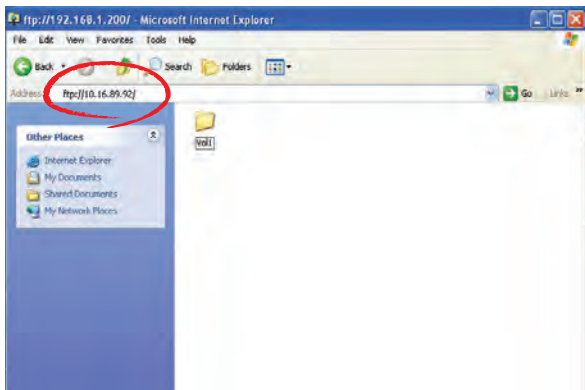 ftp://192.168.1.200/ - Microsoft Internet Explorer
File Edit View Favorites Tools Help
Back Search Folders
Address ftp://10.16.89.92/ Go Links »
Other Places
Internet Explorer
My Documents
Shared Documents
My Network Places
Vol1